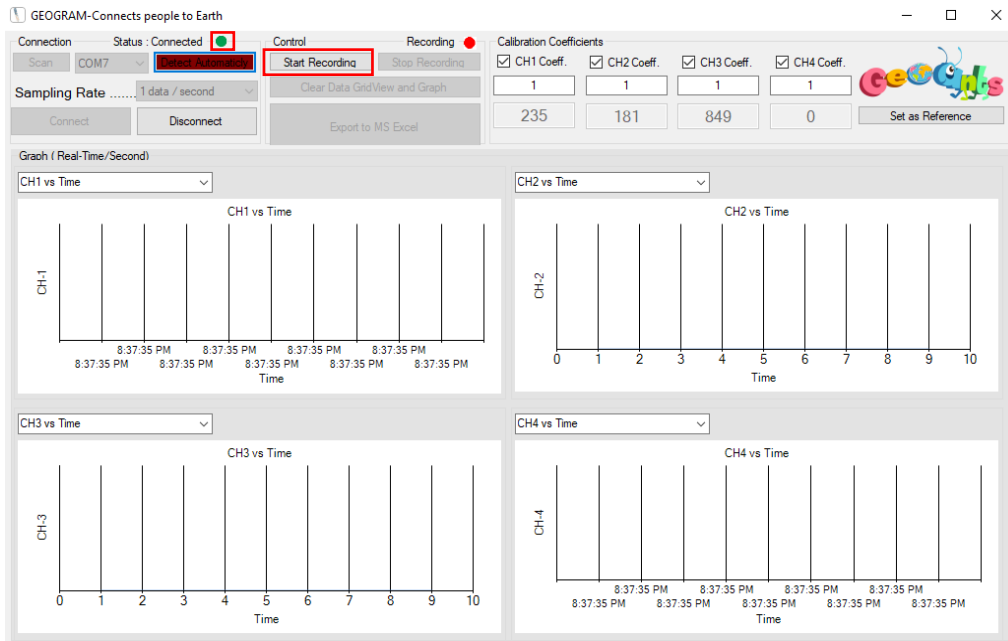 GEOGRAM-Connects people to Earth
Connection Status : Connected
Scan COM7 Detect Automaticly
Sampling Rate ....... 1 data / second
Connect Disconnect
Control Recording
Start Recording Stop Recording
Clear Data GridView and Graph
Export to MS Excel
Calibration Coefficients
CH1 Coeff. CH2 Coeff. CH3 Coeff. CH4 Coeff.
1 1 1 1
235 181 849 0
GeoAnts
Set as Reference
Graph ( Real-Time/Second)
CH1 vs Time
CH1 vs Time
CH-1
8:37:35 PM 8:37:35 PM 8:37:35 PM 8:37:35 PM
8:37:35 PM 8:37:35 PM 8:37:35 PM 8:37:35 PM 8:37:35 PM
Time
CH2 vs Time
CH2 vs Time
CH-2
0 1 2 3 4 5 6 7 8 9 10
Time
CH3 vs Time
CH3 vs Time
CH-3
0 1 2 3 4 5 6 7 8 9 10
Time
CH4 vs Time
CH4 vs Time
CH-4
8:37:35 PM 8:37:35 PM 8:37:35 PM 8:37:35 PM
8:37:35 PM 8:37:35 PM 8:37:35 PM 8:37:35 PM 8:37:35 PM
Time